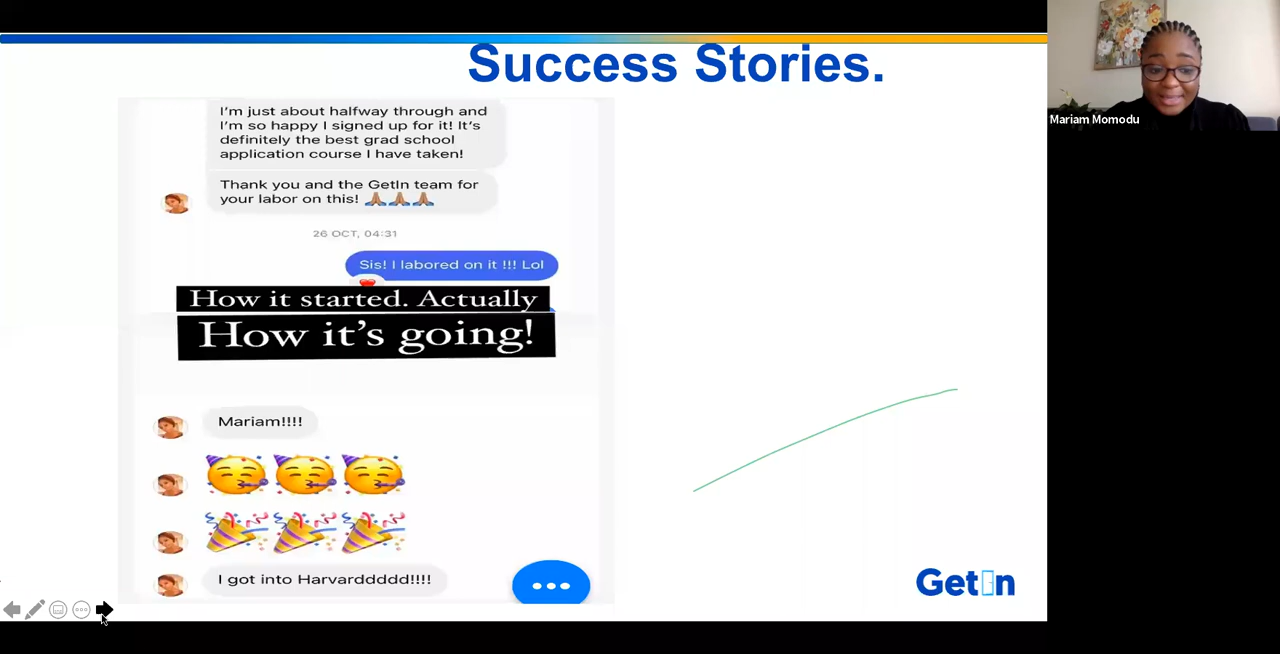 Success Stories.
Mariam Momodu
I'm just about halfway through and
I'm so happy I signed up for it! It's
definitely the best grad school
application course I have taken!
Thank you and the GetIn team for
your labor on this! 🙏🏽🙏🏽🙏🏽
26 OCT, 04:31
Sis! I labored on it !!! Lol
How it started. Actually
How it's going!
Mariam!!!!
🥳🥳🥳
🎉🎉🎉
I got into Harvarddddd!!!!
GetIn